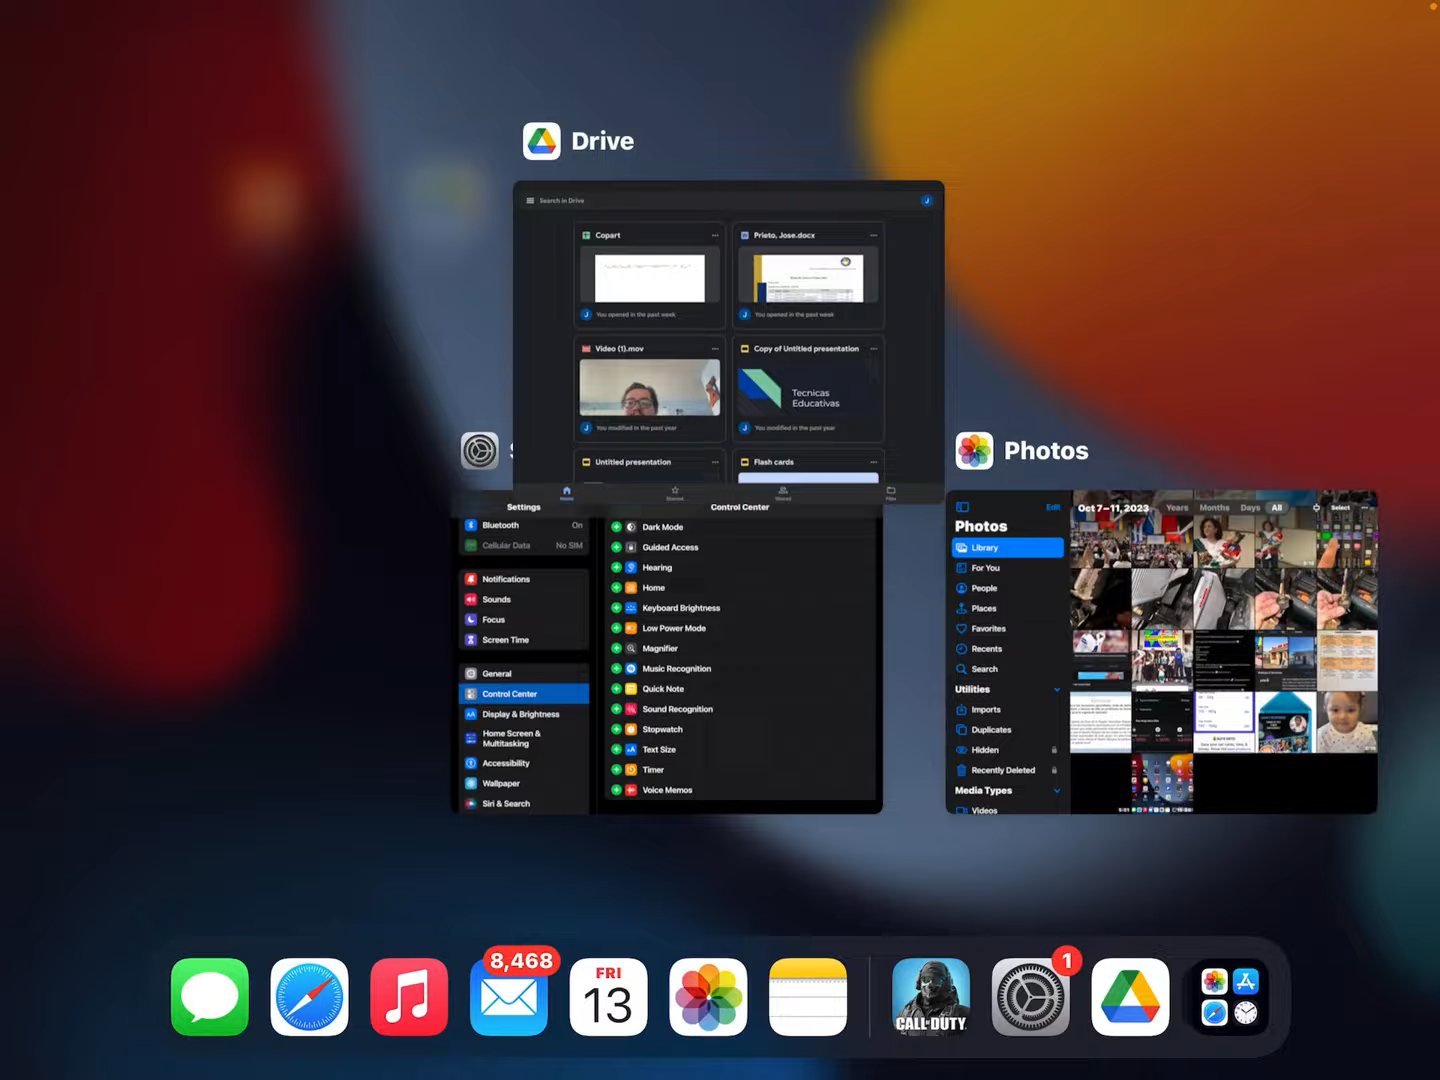 Drive
Search in Drive
J
Copart
Prieto, Jose.docx
J You opened in the past week
J You opened in the past week
Video (1).mov
Copy of Untitled presentation
Tecnicas
Educativas
J You modified in the past year
J You modified in the past year
Untitled presentation
Flash cards
Home
Starred
Shared
Files
Settings
Bluetooth On
Cellular Data No SIM
Notifications
Sounds
Focus
Screen Time
General
Control Center
Display & Brightness
Home Screen &
Multitasking
Accessibility
Wallpaper
Siri & Search
Control Center
Dark Mode
Guided Access
Hearing
Home
Keyboard Brightness
Low Power Mode
Magnifier
Music Recognition
Quick Note
Sound Recognition
Stopwatch
Text Size
Timer
Voice Memos
Photos
Edit
Photos
Library
For You
People
Places
Favorites
Recents
Search
Utilities
Imports
Duplicates
Hidden
Recently Deleted
Media Types
Videos
Oct 7–11, 2023
Years Months Days All
Select
8,468
FRI
13
CALL·DUTY
1